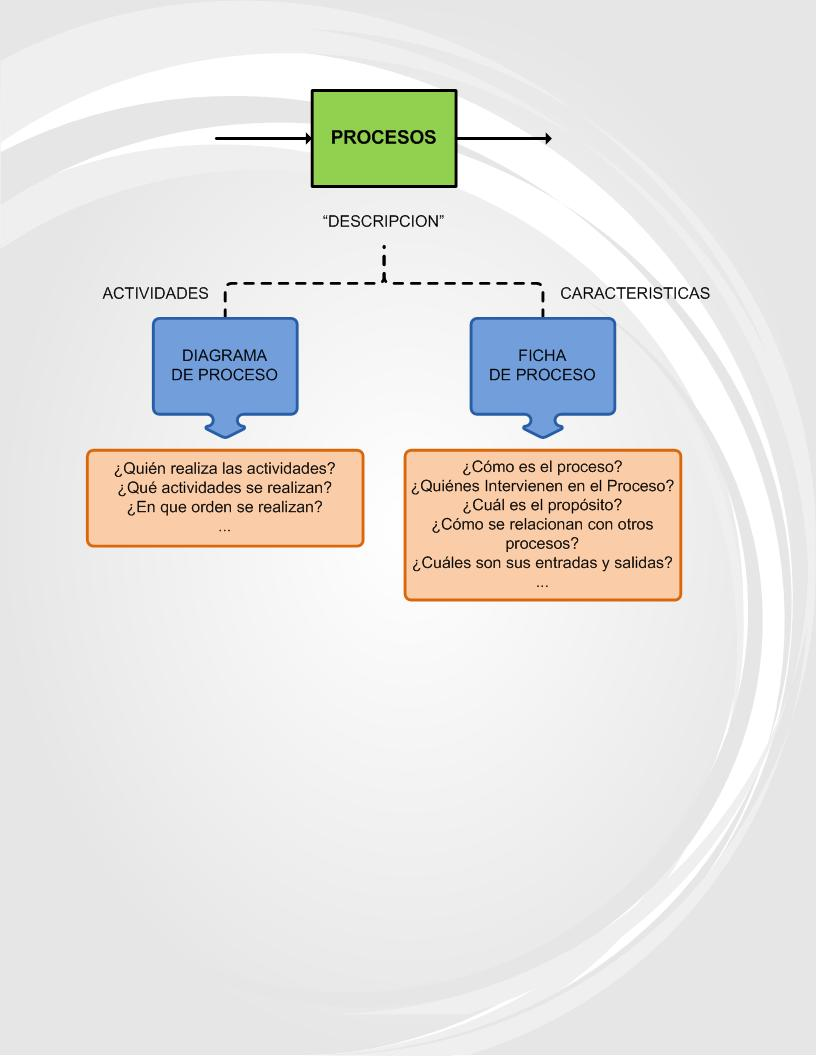 PROCESOS
“DESCRIPCION”
ACTIVIDADES
CARACTERISTICAS
DIAGRAMA
DE PROCESO
FICHA
DE PROCESO
¿Quién realiza las actividades?
¿Qué actividades se realizan?
¿En que orden se realizan?
...
¿Cómo es el proceso?
¿Quiénes Intervienen en el Proceso?
¿Cuál es el propósito?
¿Cómo se relacionan con otros
procesos?
¿Cuáles son sus entradas y salidas?
...